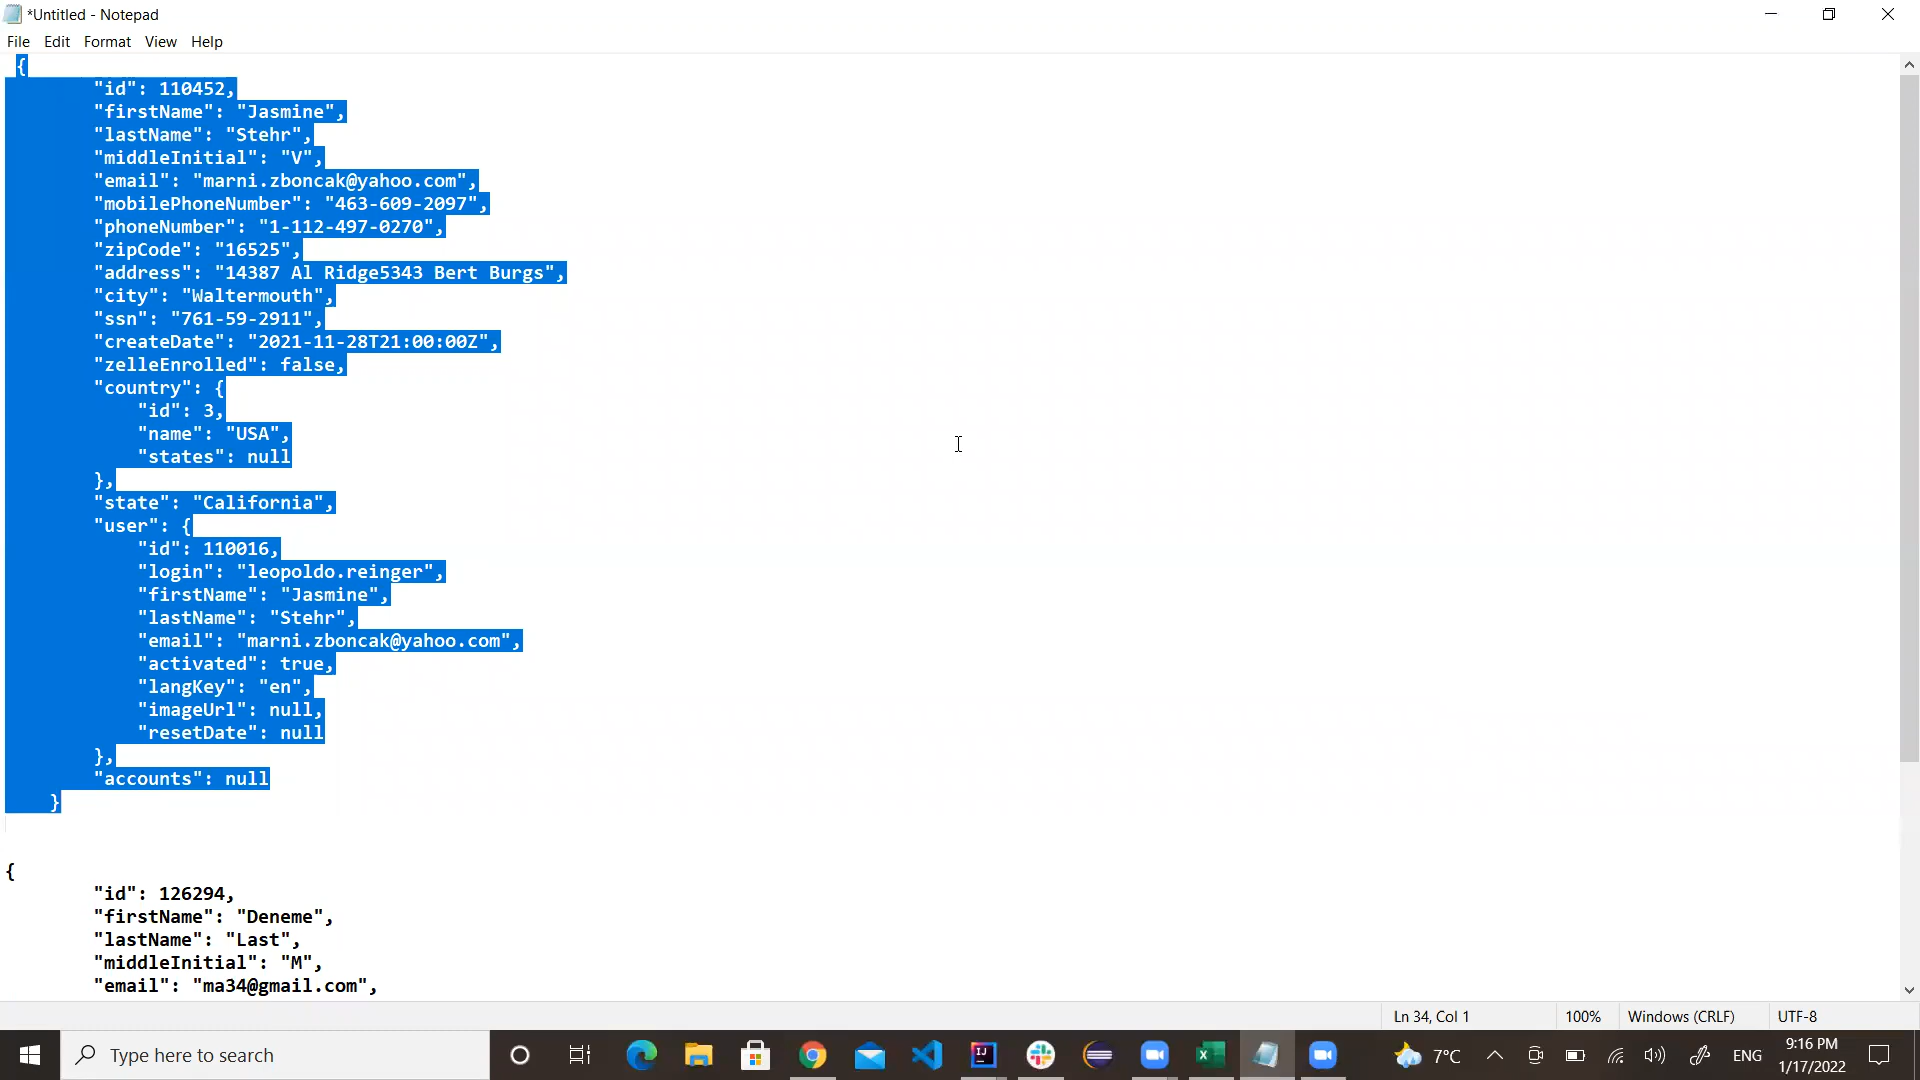 *Untitled - Notepad
File Edit Format View Help
{
"id": 110452,
"firstName": "Jasmine",
"lastName": "Stehr",
"middleInitial": "V",
"email": "marni.zboncak@yahoo.com",
"mobilePhoneNumber": "463-609-2097",
"phoneNumber": "1-112-497-0270",
"zipCode": "16525",
"address": "14387 Al Ridge5343 Bert Burgs",
"city": "Waltermouth",
"ssn": "761-59-2911",
"createDate": "2021-11-28T21:00:00Z",
"zelleEnrolled": false,
"country": {
"id": 3,
"name": "USA",
"states": null
},
"state": "California",
"user": {
"id": 110016,
"login": "leopoldo.reinger",
"firstName": "Jasmine",
"lastName": "Stehr",
"email": "marni.zboncak@yahoo.com",
"activated": true,
"langKey": "en",
"imageUrl": null,
"resetDate": null
},
"accounts": null
}
{
"id": 126294,
"firstName": "Deneme",
"lastName": "Last",
"middleInitial": "M",
"email": "ma34@gmail.com",
Ln 34, Col 1 100% Windows (CRLF) UTF-8
Type here to search 7°C ENG 9:16 PM
1/17/2022